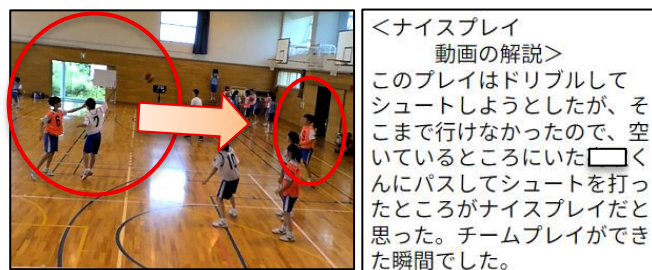 <ナイスプレイ
動画の解説>
このプレイはドリブルして
シュートしようとしたが、そ
こまで行けなかったので、空
いているところにいた く
んにパスしてシュートを打っ
たところがナイスプレイだと
思った。チームプレイができ
た瞬間でした。
7
10